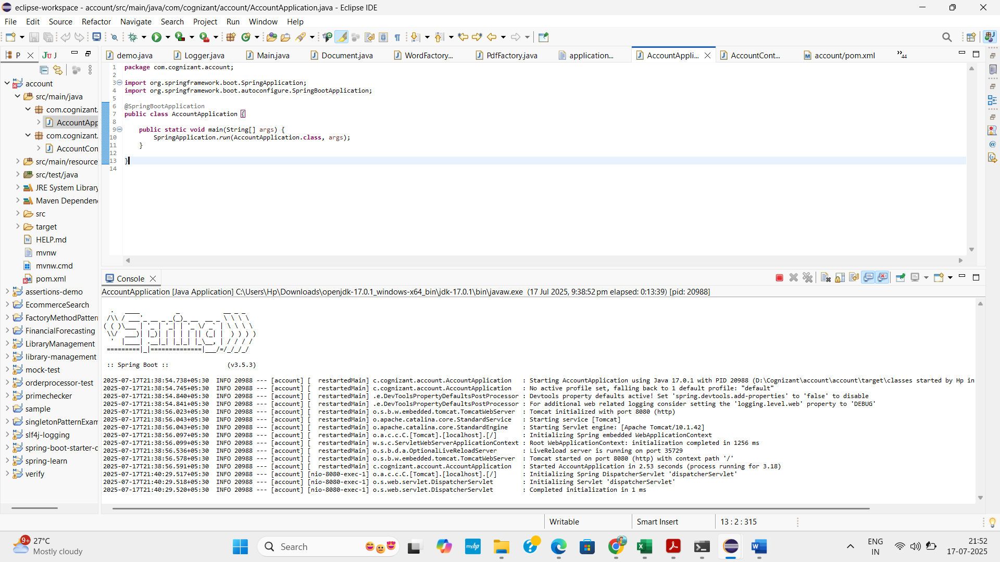 eclipse-workspace - account/src/main/java/com/cognizant/account/AccountApplication.java - Eclipse IDE
File Edit Source Refactor Navigate Search Project Run Window Help
P Ju J
demo.java Logger.java Main.java Document.java WordFactory... PdfFactory.java application... AccountAppli... AccountCont... account/pom.xml »44
account
src/main/java
com.cognizant.
AccountApp
com.cognizant.
AccountCon
src/main/resource
src/test/java
JRE System Library
Maven Dependen
src
target
HELP.md
mvnw
mvnw.cmd
pom.xml
assertions-demo
EcommerceSearch
FactoryMethodPatter
FinancialForecasting
LibraryManagement
library-management
mock-test
orderprocessor-test
primechecker
sample
singletonPatternExam
slf4j-logging
spring-boot-starter-c
spring-learn
verify
1 package com.cognizant.account;
2
3 import org.springframework.boot.SpringApplication;
4 import org.springframework.boot.autoconfigure.SpringBootApplication;
5
6 @SpringBootApplication
7 public class AccountApplication {
8
9 public static void main(String[] args) {
10 SpringApplication.run(AccountApplication.class, args);
11 }
12
13 }
14
Console
AccountApplication [Java Application] C:\Users\Hp\Downloads\openjdk-17.0.1_windows-x64_bin\jdk-17.0.1\bin\javaw.exe (17 Jul 2025, 9:38:52 pm elapsed: 0:13:39) [pid: 20988]
Spring
:: Spring Boot :: (v3.5.3)
2025-07-17T21:38:54.738+05:30 INFO 20988 --- [account] [ restartedMain] c.cognizant.account.AccountApplication : Starting AccountApplication using Java 17.0.1 with PID 20988 (D:\Cognizant\account\account\target\classes started by Hp in
2025-07-17T21:38:54.745+05:30 INFO 20988 --- [account] [ restartedMain] c.cognizant.account.AccountApplication : No active profile set, falling back to 1 default profile: "default"
2025-07-17T21:38:54.840+05:30 INFO 20988 --- [account] [ restartedMain] .e.DevToolsPropertyDefaultsPostProcessor : Devtools property defaults active! Set 'spring.devtools.add-properties' to 'false' to disable
2025-07-17T21:38:54.841+05:30 INFO 20988 --- [account] [ restartedMain] .e.DevToolsPropertyDefaultsPostProcessor : For additional web related logging consider setting the 'logging.level.web' property to 'DEBUG'
2025-07-17T21:38:56.023+05:30 INFO 20988 --- [account] [ restartedMain] o.s.b.w.embedded.tomcat.TomcatWebServer : Tomcat initialized with port 8080 (http)
2025-07-17T21:38:56.043+05:30 INFO 20988 --- [account] [ restartedMain] o.apache.catalina.core.StandardService : Starting service [Tomcat]
2025-07-17T21:38:56.043+05:30 INFO 20988 --- [account] [ restartedMain] o.apache.catalina.core.StandardEngine : Starting Servlet engine: [Apache Tomcat/10.1.42]
2025-07-17T21:38:56.097+05:30 INFO 20988 --- [account] [ restartedMain] o.a.c.c.C.[Tomcat].[localhost].[/] : Initializing Spring embedded WebApplicationContext
2025-07-17T21:38:56.099+05:30 INFO 20988 --- [account] [ restartedMain] w.s.c.ServletWebServerApplicationContext : Root WebApplicationContext: initialization completed in 1256 ms
2025-07-17T21:38:56.536+05:30 INFO 20988 --- [account] [ restartedMain] o.s.b.d.a.OptionalLiveReloadServer : LiveReload server is running on port 35729
2025-07-17T21:38:56.578+05:30 INFO 20988 --- [account] [ restartedMain] o.s.b.w.embedded.tomcat.TomcatWebServer : Tomcat started on port 8080 (http) with context path '/'
2025-07-17T21:38:56.591+05:30 INFO 20988 --- [account] [ restartedMain] c.cognizant.account.AccountApplication : Started AccountApplication in 2.53 seconds (process running for 3.18)
2025-07-17T21:40:29.517+05:30 INFO 20988 --- [account] [nio-8080-exec-1] o.a.c.c.C.[Tomcat].[localhost].[/] : Initializing Spring DispatcherServlet 'dispatcherServlet'
2025-07-17T21:40:29.518+05:30 INFO 20988 --- [account] [nio-8080-exec-1] o.s.web.servlet.DispatcherServlet : Initializing Servlet 'dispatcherServlet'
2025-07-17T21:40:29.520+05:30 INFO 20988 --- [account] [nio-8080-exec-1] o.s.web.servlet.DispatcherServlet : Completed initialization in 1 ms
Writable Smart Insert 13 : 2 : 315
9+ 27°C
Mostly cloudy
Search
myhp
ENG
IN
21:52
17-07-2025